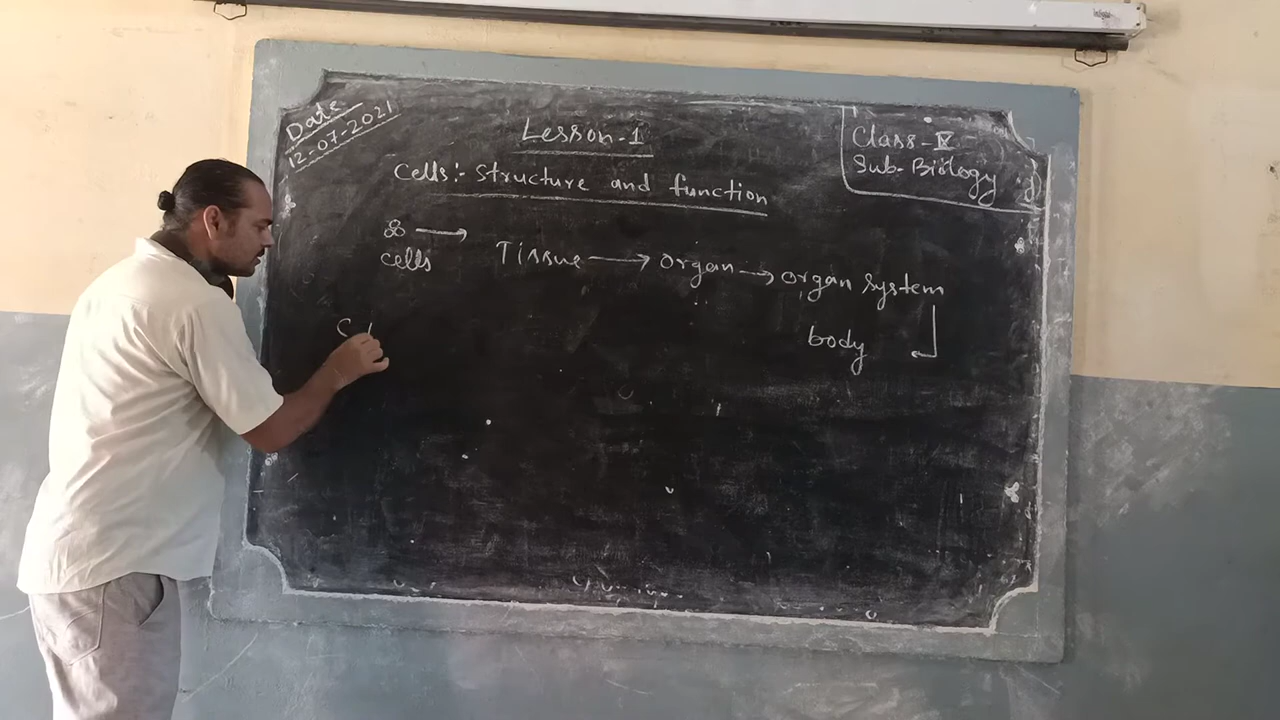 Date
12-07-2021
Lesson-1
Class-IX
Sub-Biology
Cells:- Structure and function
cells → Tissue → organ → organ system
body
C